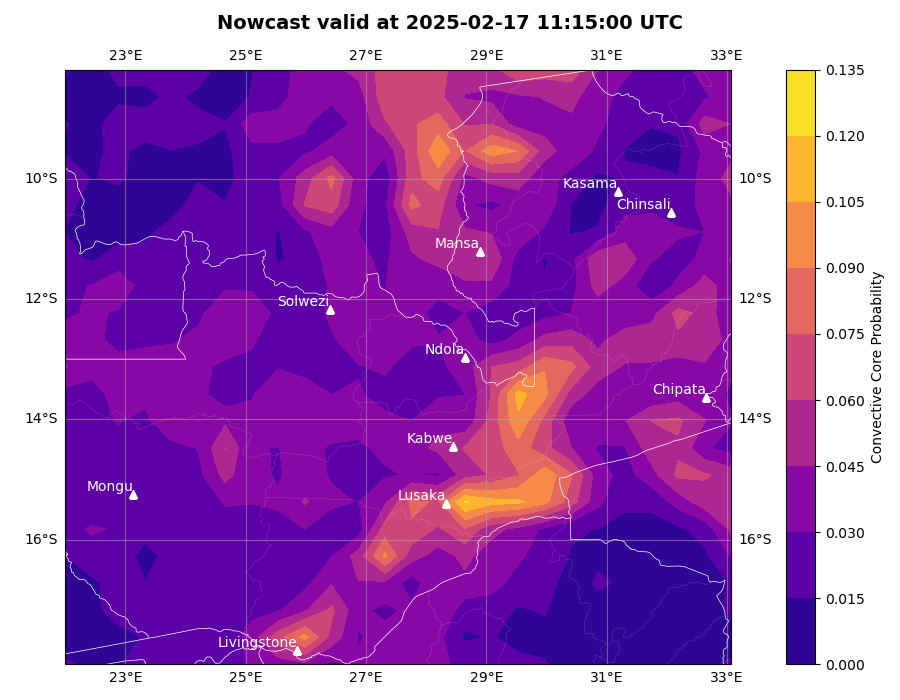 Nowcast valid at 2025-02-17 11:15:00 UTC
23°E 25°E 27°E 29°E 31°E 33°E
0.135
0.120
10°S Kasama 10°S
Chinsali
0.105
Mansa
0.090
12°S Solwezi 12°S
0.075
Ndola
Chipata
0.060
14°S Kabwe 14°S
0.045
Mongu Lusaka
0.030
16°S 16°S
0.015
Livingstone
0.000
23°E 25°E 27°E 29°E 31°E 33°E
Convective Core Probability